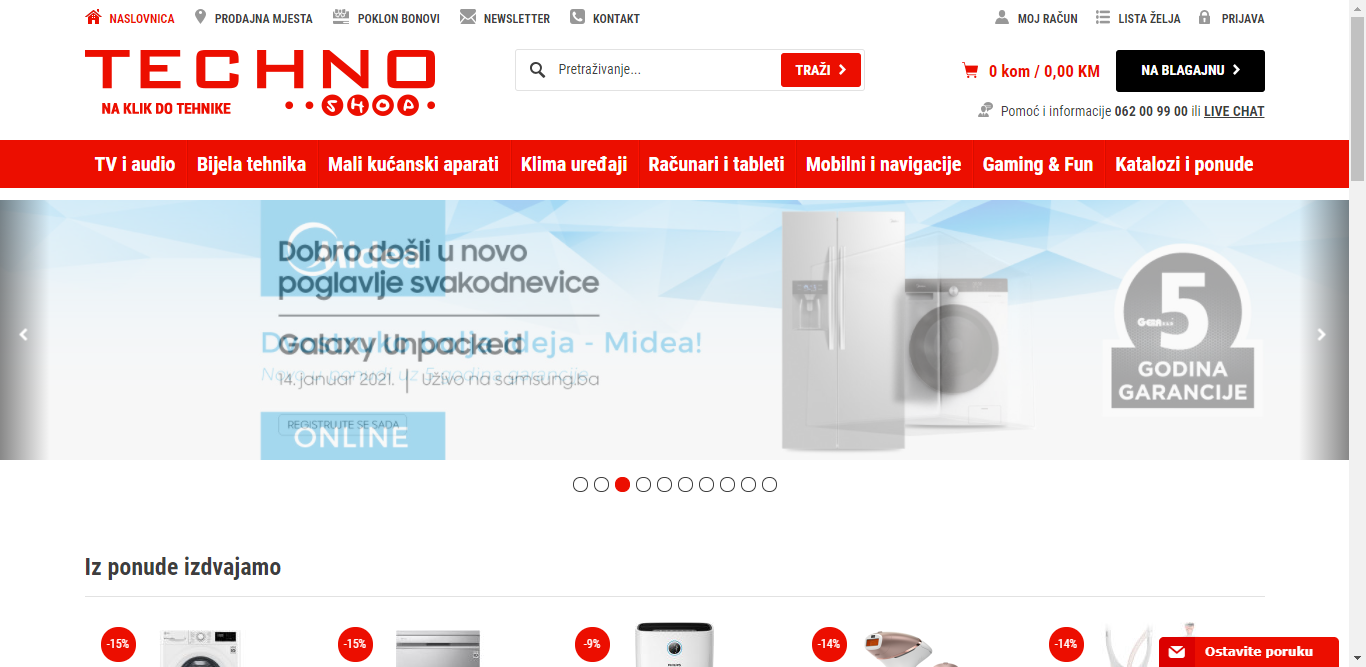 NASLOVNICA PRODAJNA MJESTA POKLON BONOVI NEWSLETTER KONTAKT MOJ RAČUN LISTA ŽELJA PRIJAVA
TECHNO
SHOP
NA KLIK DO TEHNIKE
Pretraživanje...
TRAŽI
0 kom / 0,00 KM
NA BLAGAJNU
Pomoć i informacije 062 00 99 00 ili LIVE CHAT
TV i audio Bijela tehnika Mali kućanski aparati Klima uređaji Računari i tableti Mobilni i navigacije Gaming & Fun Katalozi i ponude
Midea
Dobro došli u novo
poglavlje svakodnevice
Galaxy Unpacked
ideja - Midea!
14. januar 2021. | Uživo na samsung.ba
REGISTRUJTE SE SADA
ONLINE
5
GODINA
GARANCIJE
Iz ponude izdvajamo
-15% -15% -9% -14% -14%
PHILIPS
Ostavite poruku